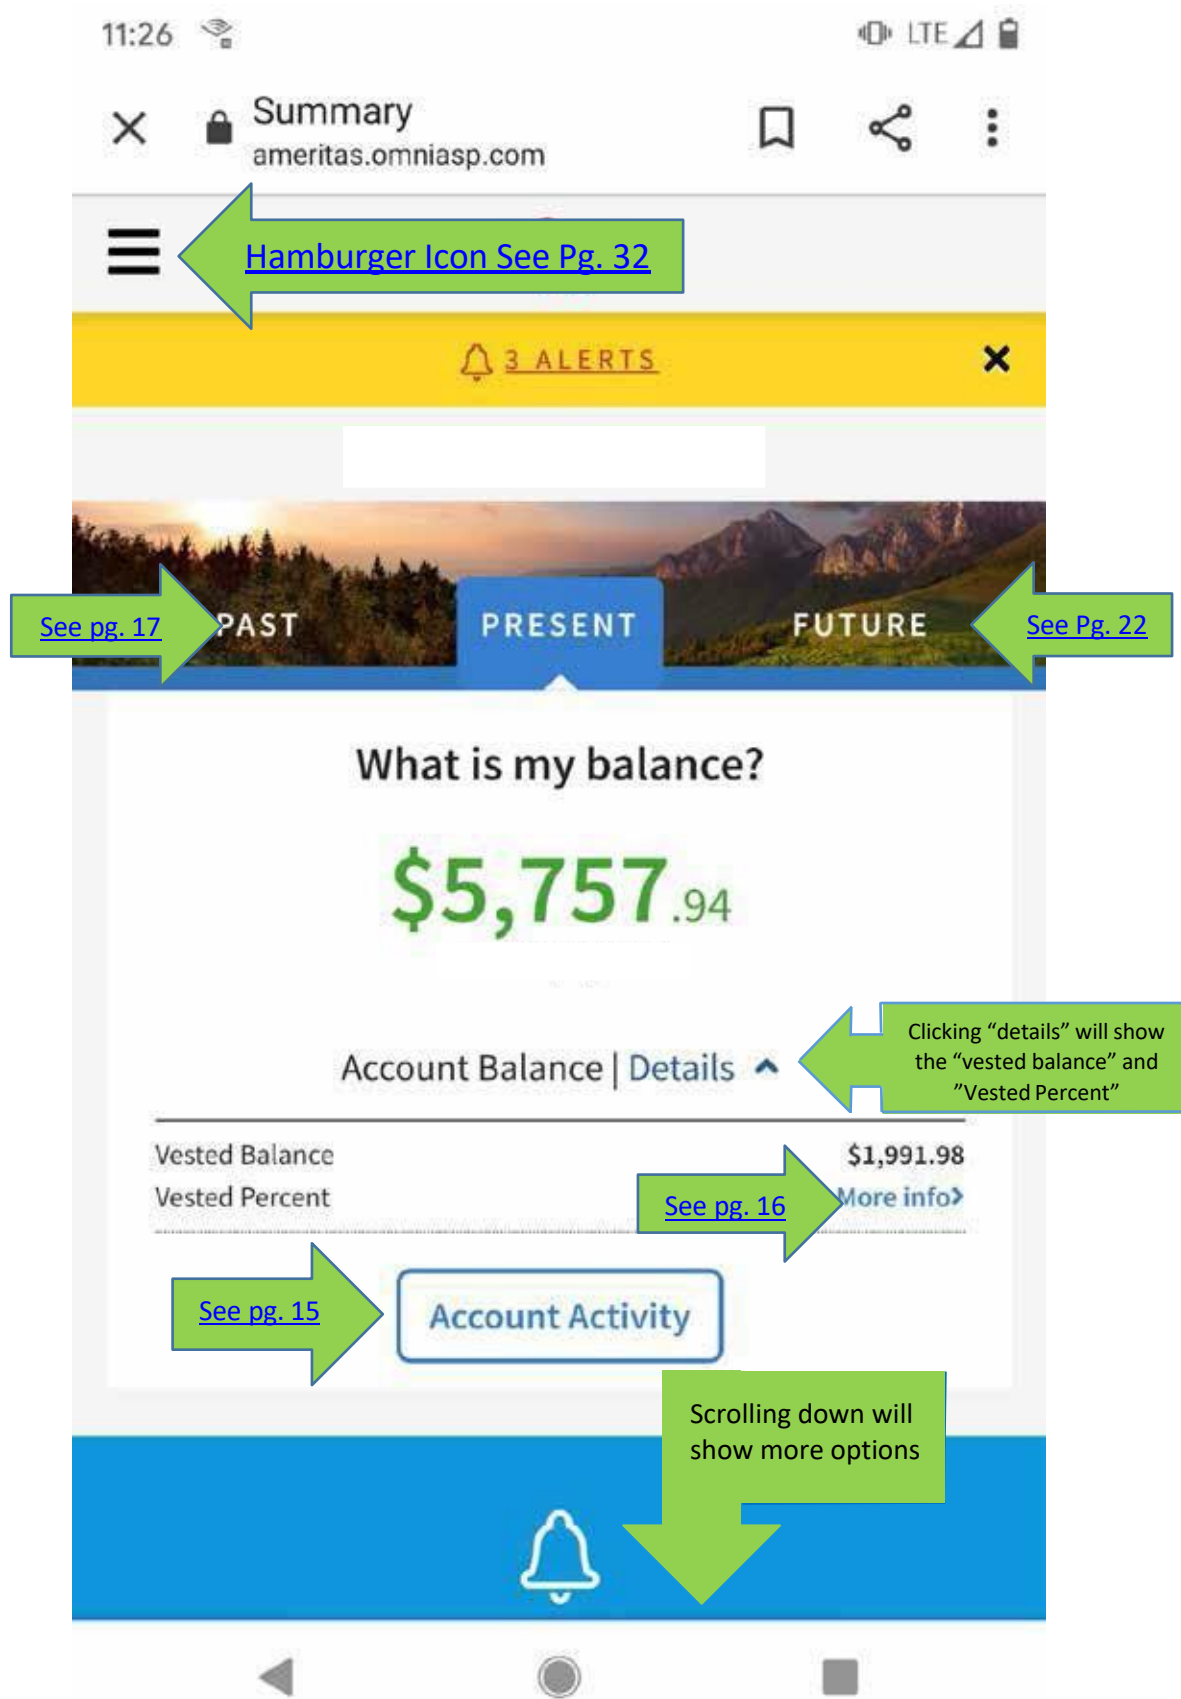 11:26
LTE
Summary
ameritas.omniasp.com
Hamburger Icon See Pg. 32
3 ALERTS
See pg. 17
PAST
PRESENT
FUTURE
See Pg. 22
What is my balance?
$5,757.94
Account Balance | Details
Clicking “details” will show
the “vested balance” and
”Vested Percent”
Vested Balance
$1,991.98
Vested Percent
See pg. 16
More info
See pg. 15
Account Activity
Scrolling down will
show more options